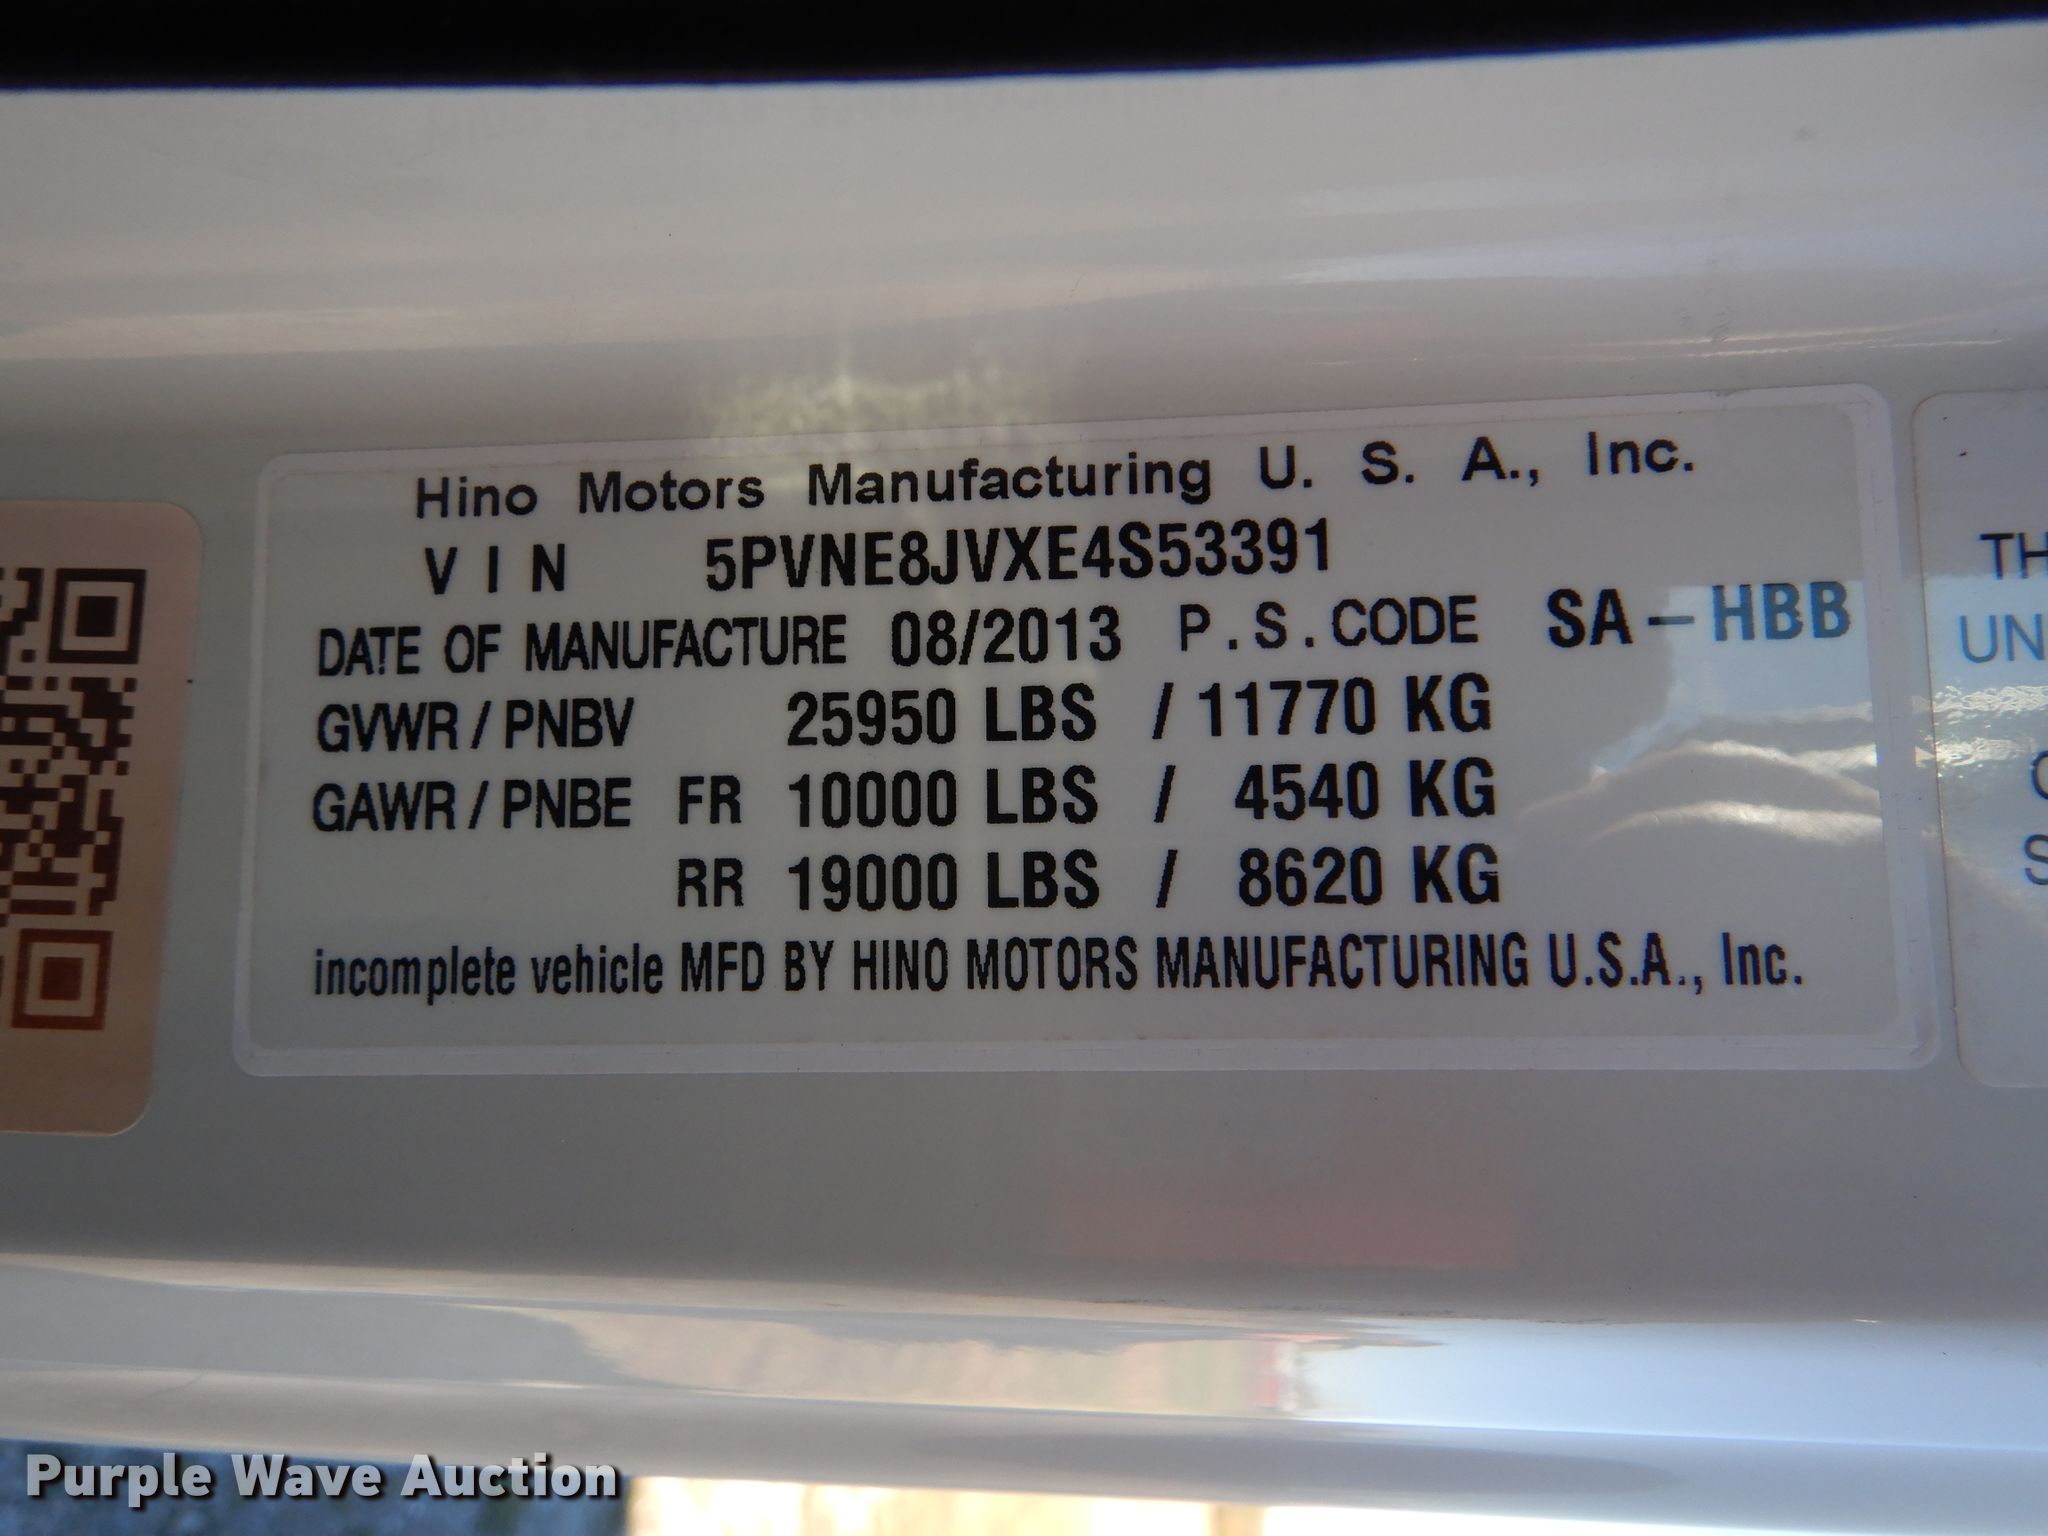 Hino Motors Manufacturing U. S. A., Inc.
VIN 5PVNE8JVXE4S53391
DATE OF MANUFACTURE 08/2013 P.S.CODE SA-HBB
GVWR/PNBV 25950 LBS / 11770 KG
GAWR/PNBE FR 10000 LBS / 4540 KG
RR 19000 LBS / 8620 KG
incomplete vehicle MFD BY HINO MOTORS MANUFACTURING U.S.A., Inc.
TH
UN
S
Purple Wave Auction